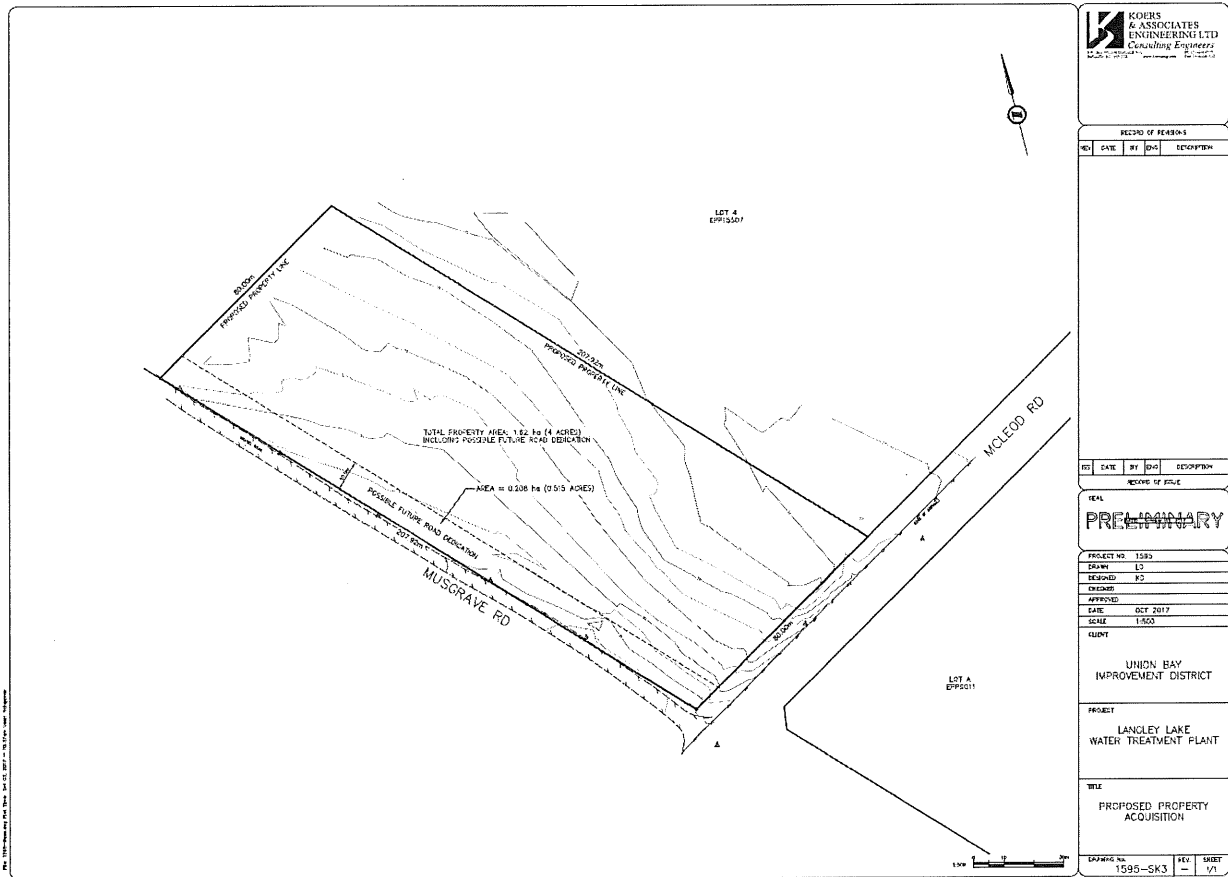 LOT 4
EPP15507
80.00m
PROPOSED PROPERTY LINE
207.92m
PROPOSED PROPERTY LINE
MCLEOD RD
TOTAL PROPERTY AREA: 1.62 ha (4 ACRES)
INCLUDING POSSIBLE FUTURE ROAD DEDICATION
AREA = 0.208 ha (0.515 ACRES)
POSSIBLE FUTURE ROAD DEDICATION
207.92m
MUSGRAVE RD
80.00m
LOT A
KOERS
& ASSOCIATES
ENGINEERING LTD
Consulting Engineers
RECORD OF REVISIONS
REV DATE BY ENG DESCRIPTION
ISS DATE BY ENG DESCRIPTION
RECORD OF ISSUE
SEAL
PRELIMINARY
PROJECT NO. 1595
DRAWN
DESIGNED
CHECKED
APPROVED
DATE OCT 2017
SCALE 1:500
CLIENT
UNION BAY
IMPROVEMENT DISTRICT
PROJECT
LANGLEY LAKE
WATER TREATMENT PLANT
TITLE
PROPOSED PROPERTY
ACQUISITION
DRAWING No. REV. SHEET
1595-SK3 – 1/1